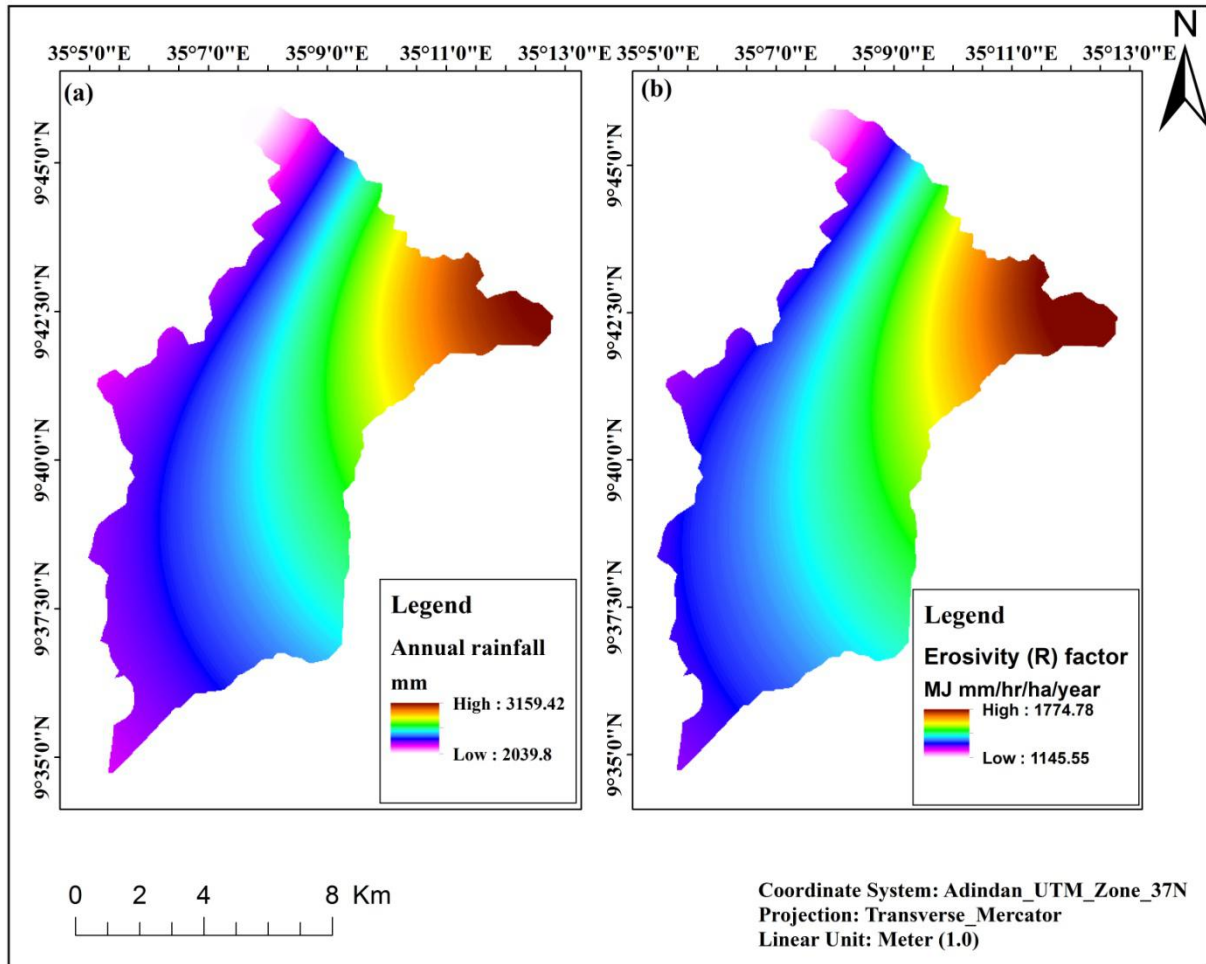 N
35°5'0"E 35°7'0"E 35°9'0"E 35°11'0"E 35°13'0"E
35°5'0"E 35°7'0"E 35°9'0"E 35°11'0"E 35°13'0"E
(a)
(b)
9°45'0"N
9°42'30"N
9°40'0"N
9°37'30"N
9°35'0"N
9°45'0"N
9°42'30"N
9°40'0"N
9°37'30"N
9°35'0"N
Legend
Annual rainfall
mm
High : 3159.42
Low : 2039.8
Legend
Erosivity (R) factor
MJ mm/hr/ha/year
High : 1774.78
Low : 1145.55
0 2 4 8 Km
Coordinate System: Adindan_UTM_Zone_37N
Projection: Transverse_Mercator
Linear Unit: Meter (1.0)